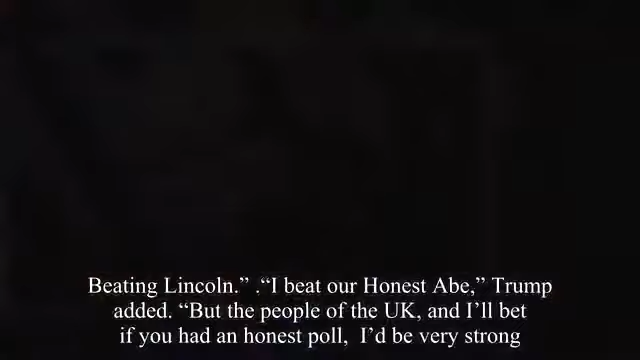 Beating Lincoln.” .“I beat our Honest Abe,” Trump
added. “But the people of the UK, and I’ll bet
if you had an honest poll,  I’d be very strong